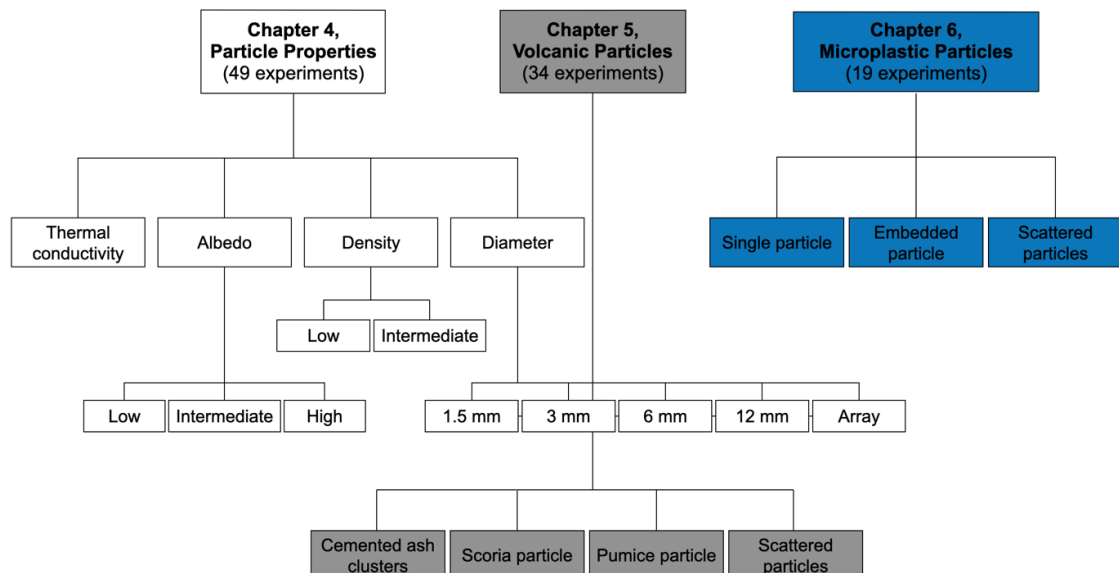 Chapter 4,
Particle Properties
(49 experiments)
Chapter 5,
Volcanic Particles
(34 experiments)
Chapter 6,
Microplastic Particles
(19 experiments)
Thermal
conductivity
Albedo
Density
Diameter
Single particle
Embedded
particle
Scattered
particles
Low
Intermediate
Low
Intermediate
High
1.5 mm
3 mm
6 mm
12 mm
Array
Cemented ash
clusters
Scoria particle
Pumice particle
Scattered
particles